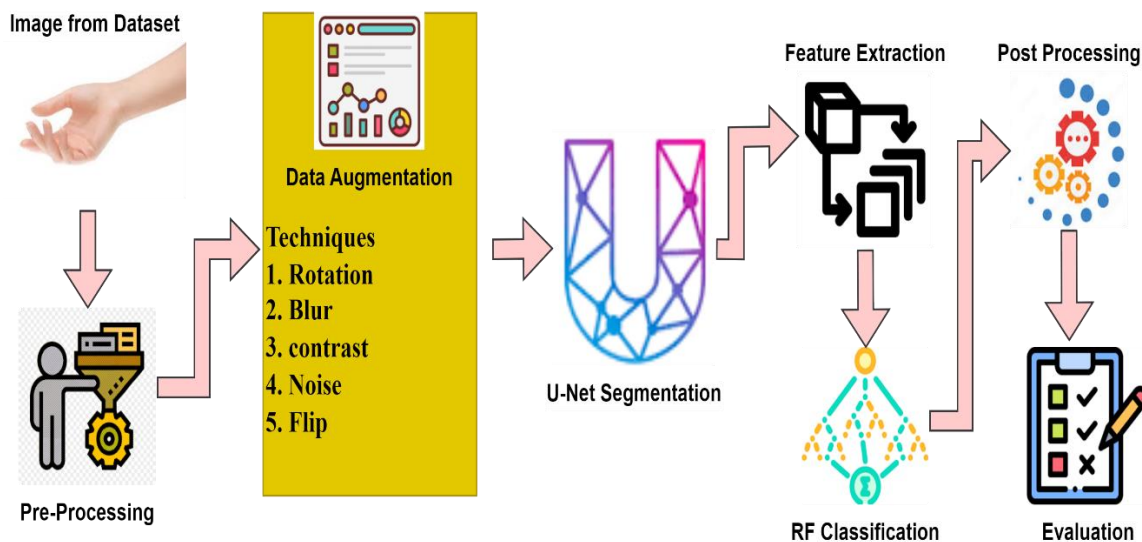 Image from Dataset
Pre-Processing
Data Augmentation
Techniques
1. Rotation
2. Blur
3. contrast
4. Noise
5. Flip
U-Net Segmentation
Feature Extraction
RF Classification
Post Processing
Evaluation